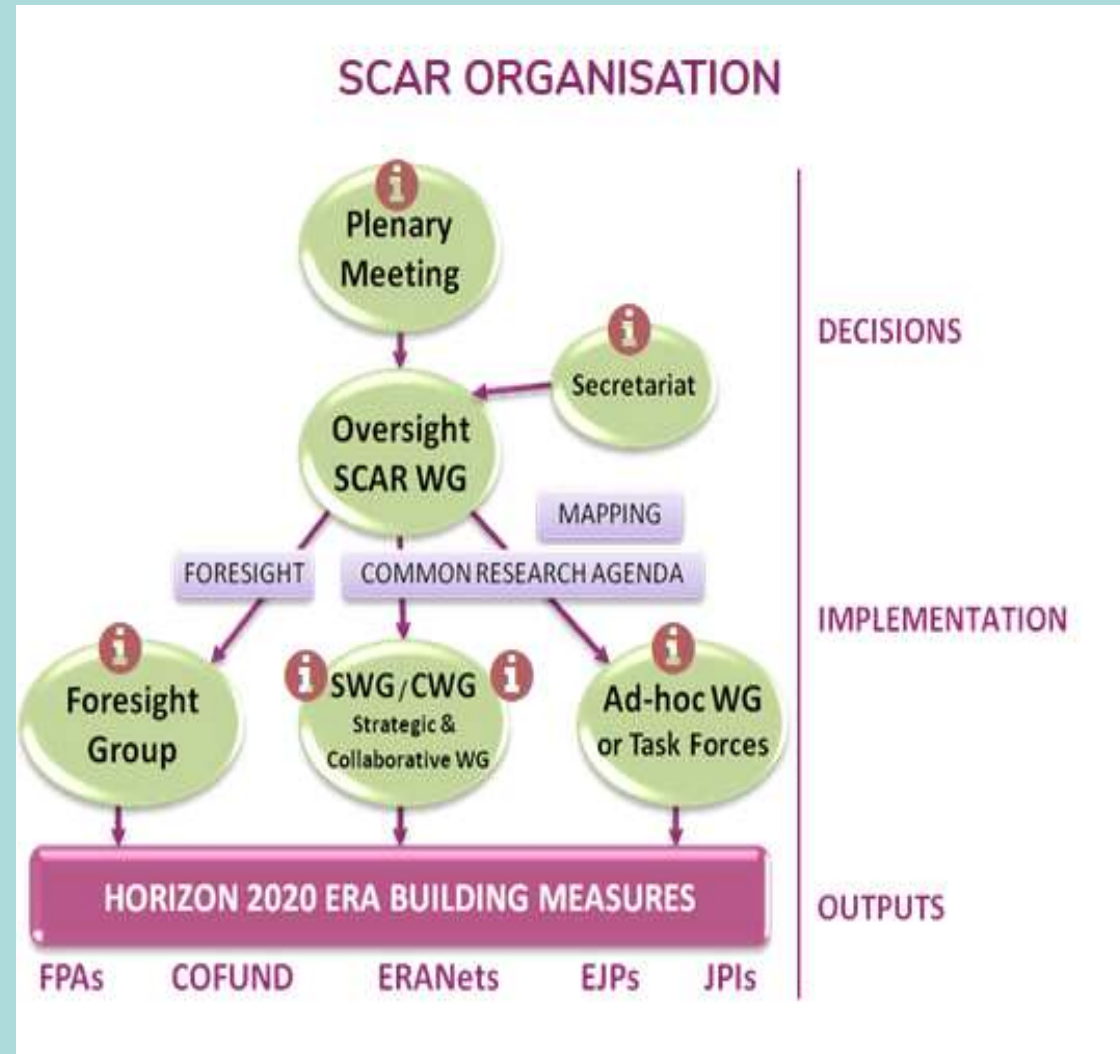 SCAR ORGANISATION
i
Plenary
Meeting
DECISIONS
i
Secretariat
Oversight
SCAR WG
MAPPING
FORESIGHT
COMMON RESEARCH AGENDA
IMPLEMENTATION
i
Foresight
Group
i
SWG / CWG
i
Strategic &
Collaborative WG
i
Ad-hoc WG
or Task Forces
HORIZON 2020 ERA BUILDING MEASURES
OUTPUTS
FPAs COFUND ERANets EJPs JPIs